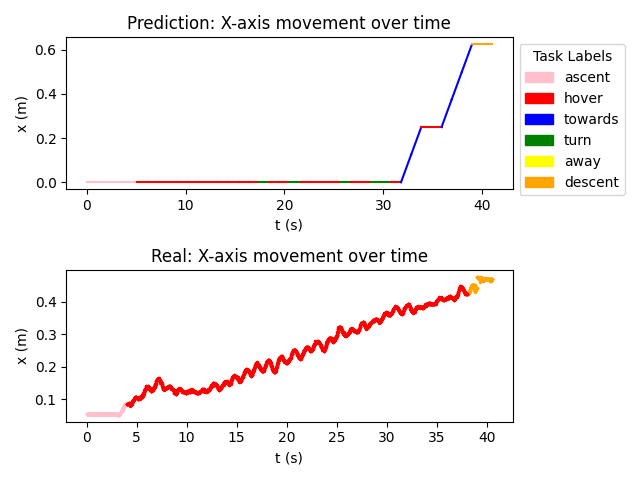 Prediction: X-axis movement over time
x (m)
0.6
0.4
0.2
0.0
0 10 20 30 40
t (s)
Task Labels
ascent
hover
towards
turn
away
descent
Real: X-axis movement over time
x (m)
0.4
0.3
0.2
0.1
0 5 10 15 20 25 30 35 40
t (s)